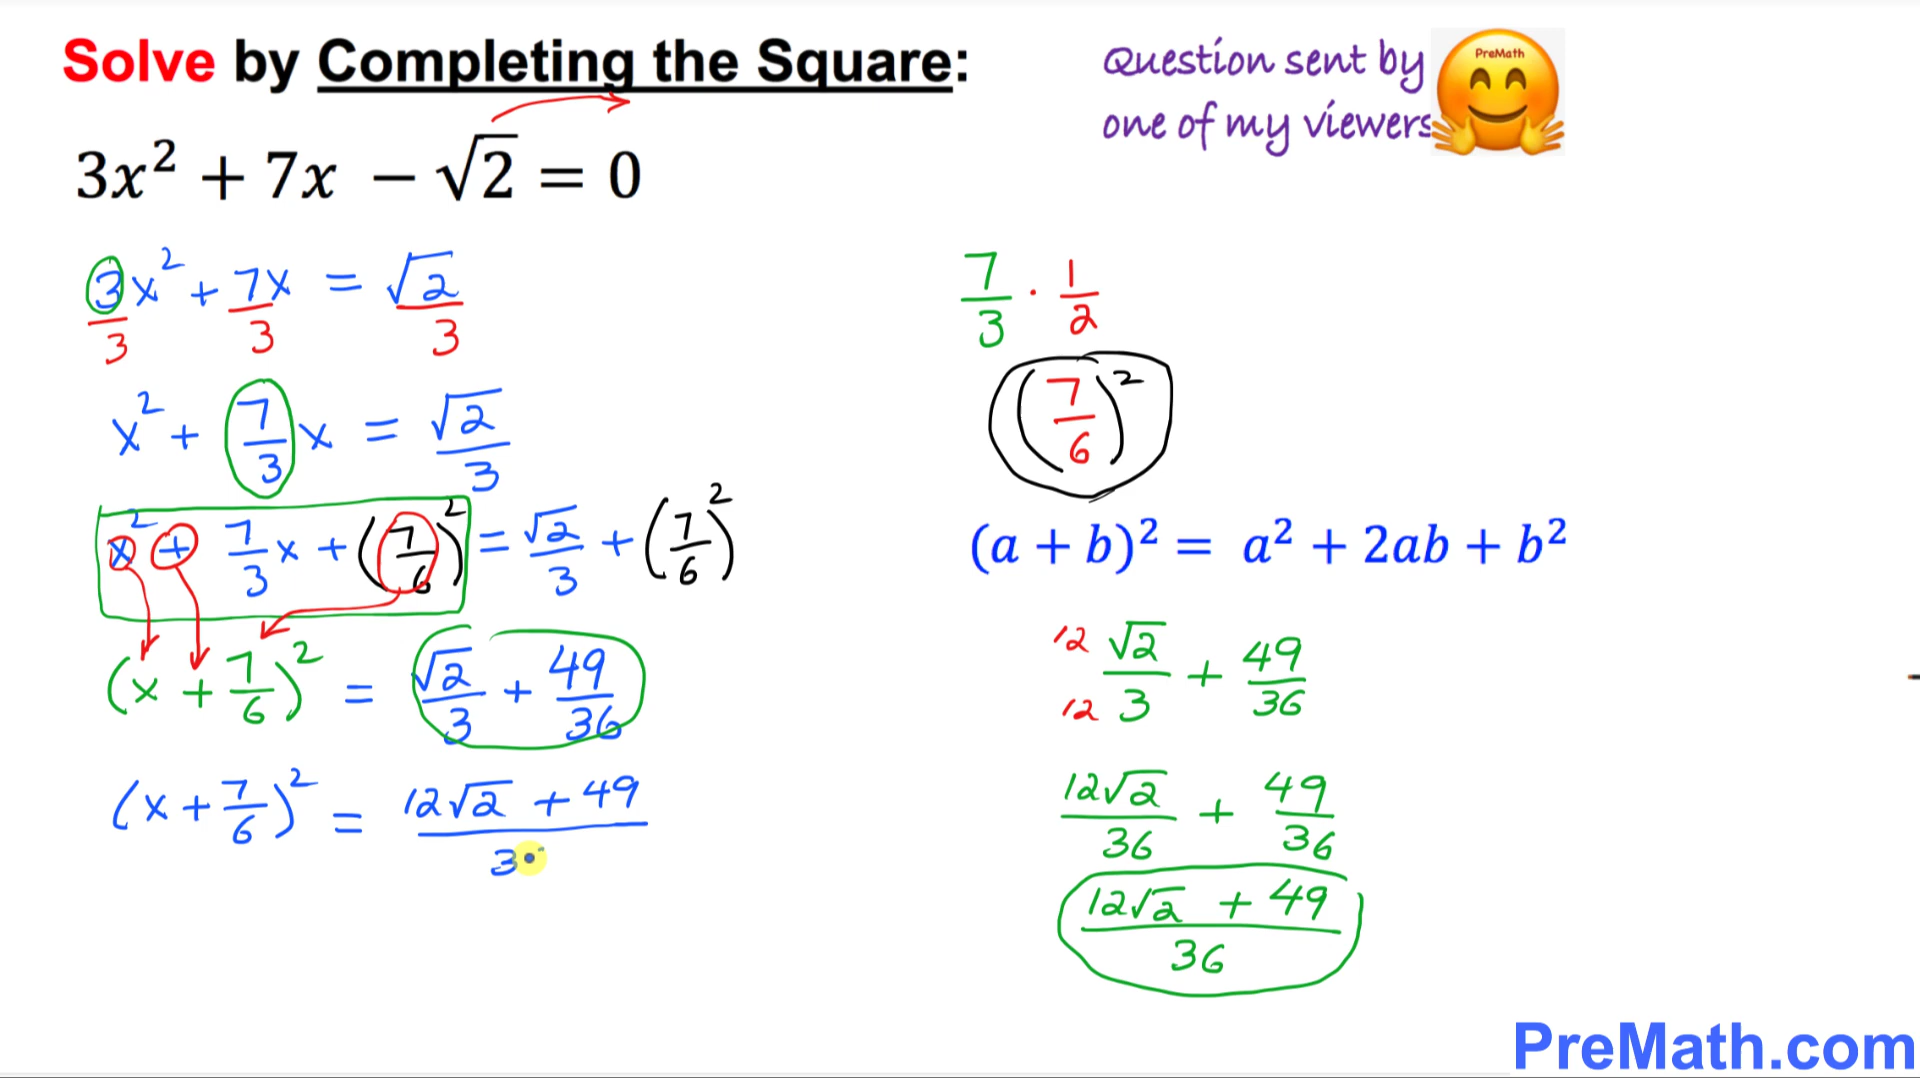 Solve by Completing the Square:
Question sent by
one of my viewers
PreMath
3x² + 7x − √2 = 0
3x²/3 + 7x/3 = √2/3
x² + 7/3 x = √2/3
x² + 7/3 x + (7/6)² = √2/3 + (7/6)²
(x + 7/6)² = √2/3 + 49/36
(x + 7/6)² = 12√2 + 49 / 3
7/3 · 1/2
(7/6)²
(a + b)² = a² + 2ab + b²
12 √2 / 12 3 + 49/36
12√2/36 + 49/36
12√2 + 49 / 36
PreMath.com